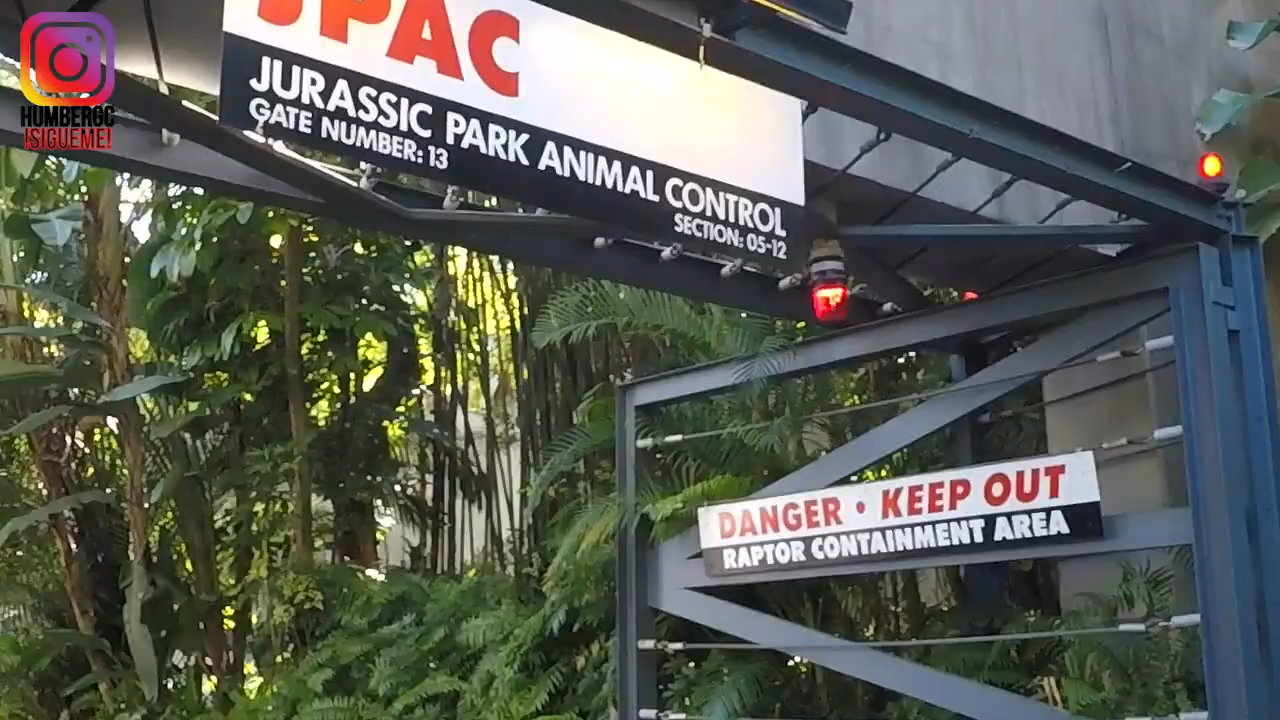 JPAC
JURASSIC PARK ANIMAL CONTROL
GATE NUMBER: 13
SECTION: 05-12
DANGER • KEEP OUT
RAPTOR CONTAINMENT AREA
HUMBERGC
¡SIGUEME!